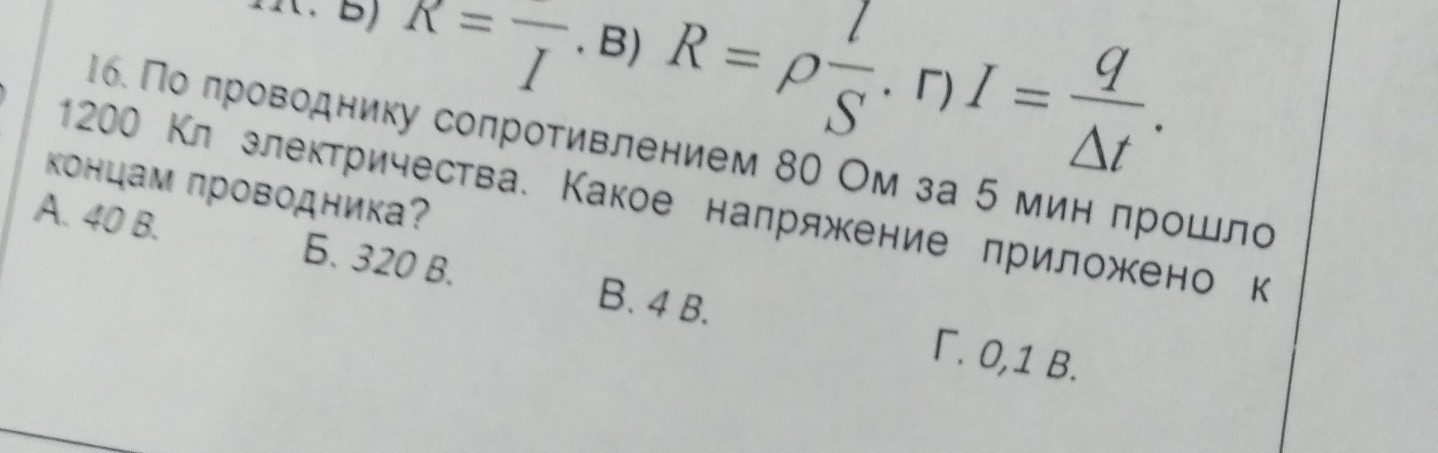 Б) R = / I . В) R = ρ l / S . Г) I = q / Δt .
16. По проводнику сопротивлением 80 Ом за 5 мин прошло
1200 Кл электричества. Какое напряжение приложено к
концам проводника?
А. 40 В. Б. 320 В. В. 4 В. Г. 0,1 В.